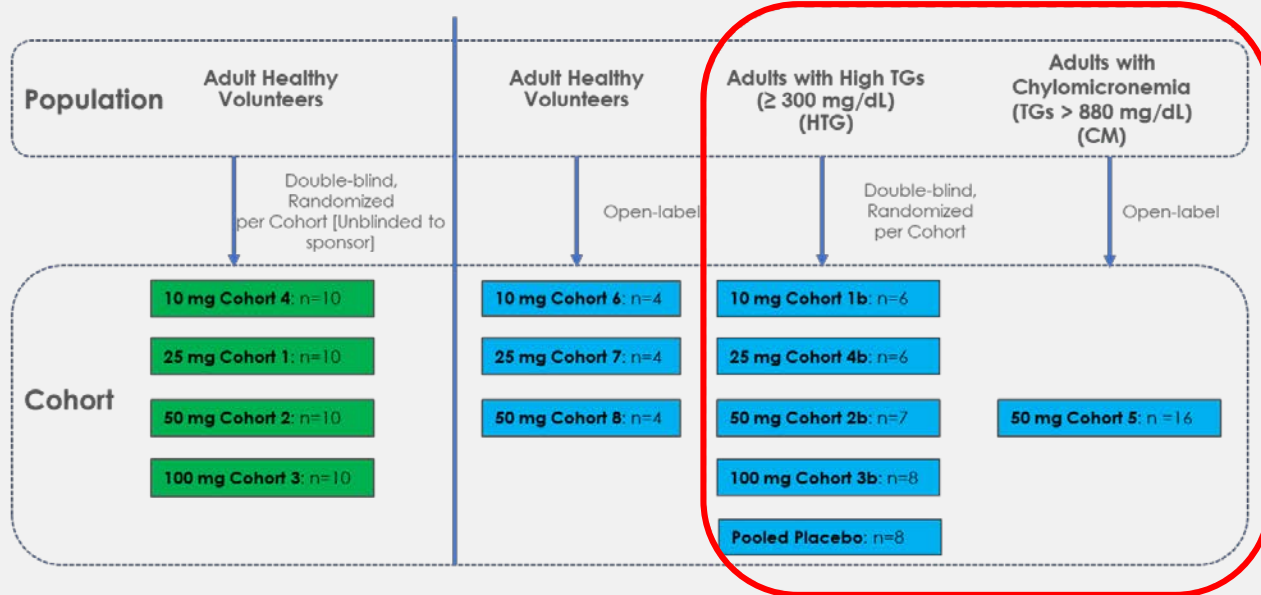 Population
Adult Healthy
Volunteers
Adult Healthy
Volunteers
Adults with High TGs
(≥ 300 mg/dL)
(HTG)
Adults with
Chylomicronemia
(TGs > 880 mg/dL)
(CM)
Double-blind,
Randomized
per Cohort [Unblinded to
sponsor]
Open-label
Double-blind,
Randomized
per Cohort
Open-label
Cohort
10 mg Cohort 4: n=10
25 mg Cohort 1: n=10
50 mg Cohort 2: n=10
100 mg Cohort 3: n=10
10 mg Cohort 6: n=4
25 mg Cohort 7: n=4
50 mg Cohort 8: n=4
10 mg Cohort 1b: n=6
25 mg Cohort 4b: n=6
50 mg Cohort 2b: n=7
100 mg Cohort 3b: n=8
Pooled Placebo: n=8
50 mg Cohort 5: n =16